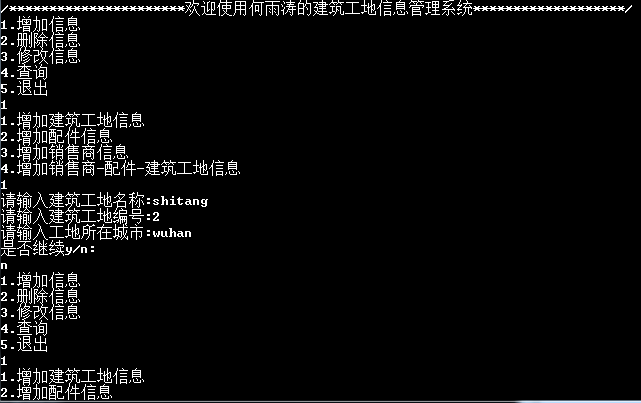 /**********************欢迎使用何雨涛的建筑工地信息管理系统*******************/
1.增加信息
2.删除信息
3.修改信息
4.查询
5.退出
1
1.增加建筑工地信息
2.增加配件信息
3.增加销售商信息
4.增加销售商-配件-建筑工地信息
1
请输入建筑工地名称:shitang
请输入建筑工地编号:2
请输入工地所在城市:wuhan
是否继续y/n:
n
1.增加信息
2.删除信息
3.修改信息
4.查询
5.退出
1
1.增加建筑工地信息
2.增加配件信息